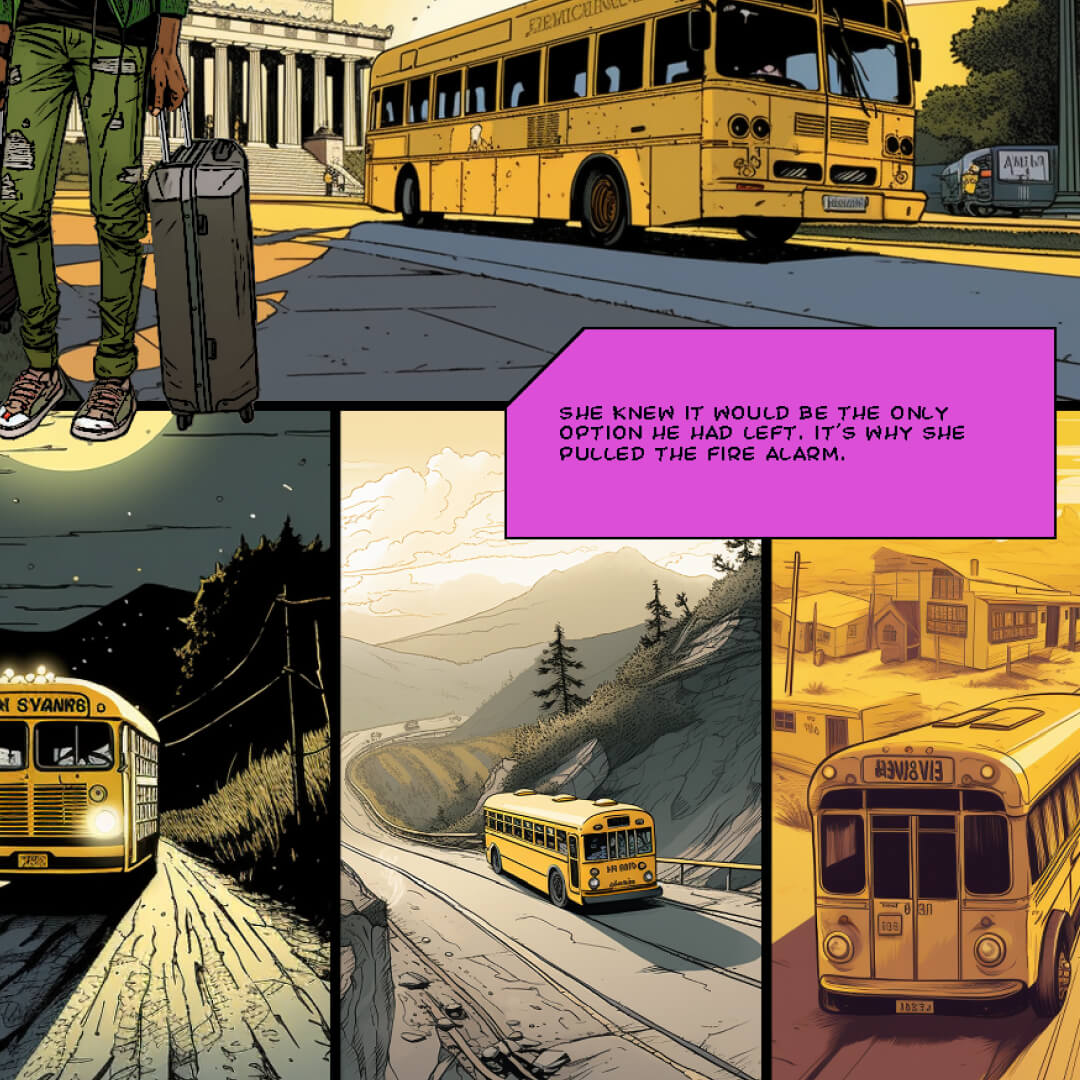 SHE KNEW IT WOULD BE THE ONLY
OPTION HE HAD LEFT. IT'S WHY SHE
PULLED THE FIRE ALARM.